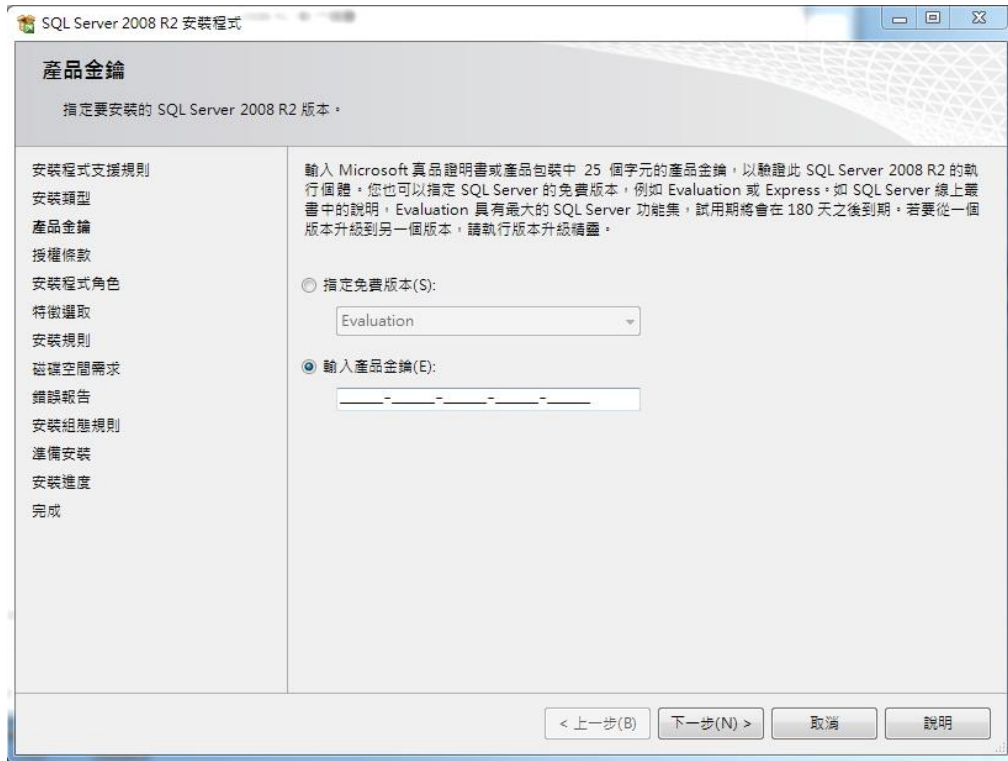 SQL Server 2008 R2 安裝程式
產品金鑰
指定要安裝的 SQL Server 2008 R2 版本。
安裝程式支援規則
安裝類型
產品金鑰
授權條款
安裝程式角色
特徵選取
安裝規則
磁碟空間需求
錯誤報告
安裝組態規則
準備安裝
安裝進度
完成
輸入 Microsoft 真品證明書或產品包裝中 25 個字元的產品金鑰，以驗證此 SQL Server 2008 R2 的執
行個體。您也可以指定 SQL Server 的免費版本，例如 Evaluation 或 Express。如 SQL Server 線上叢
書中的說明，Evaluation 具有最大的 SQL Server 功能集，試用期將會在 180 天之後到期。若要從一個
版本升級到另一個版本，請執行版本升級精靈。
指定免費版本(S):
Evaluation
輸入產品金鑰(E):
_____-_____-_____-_____-_____
< 上一步(B) 下一步(N) > 取消 說明